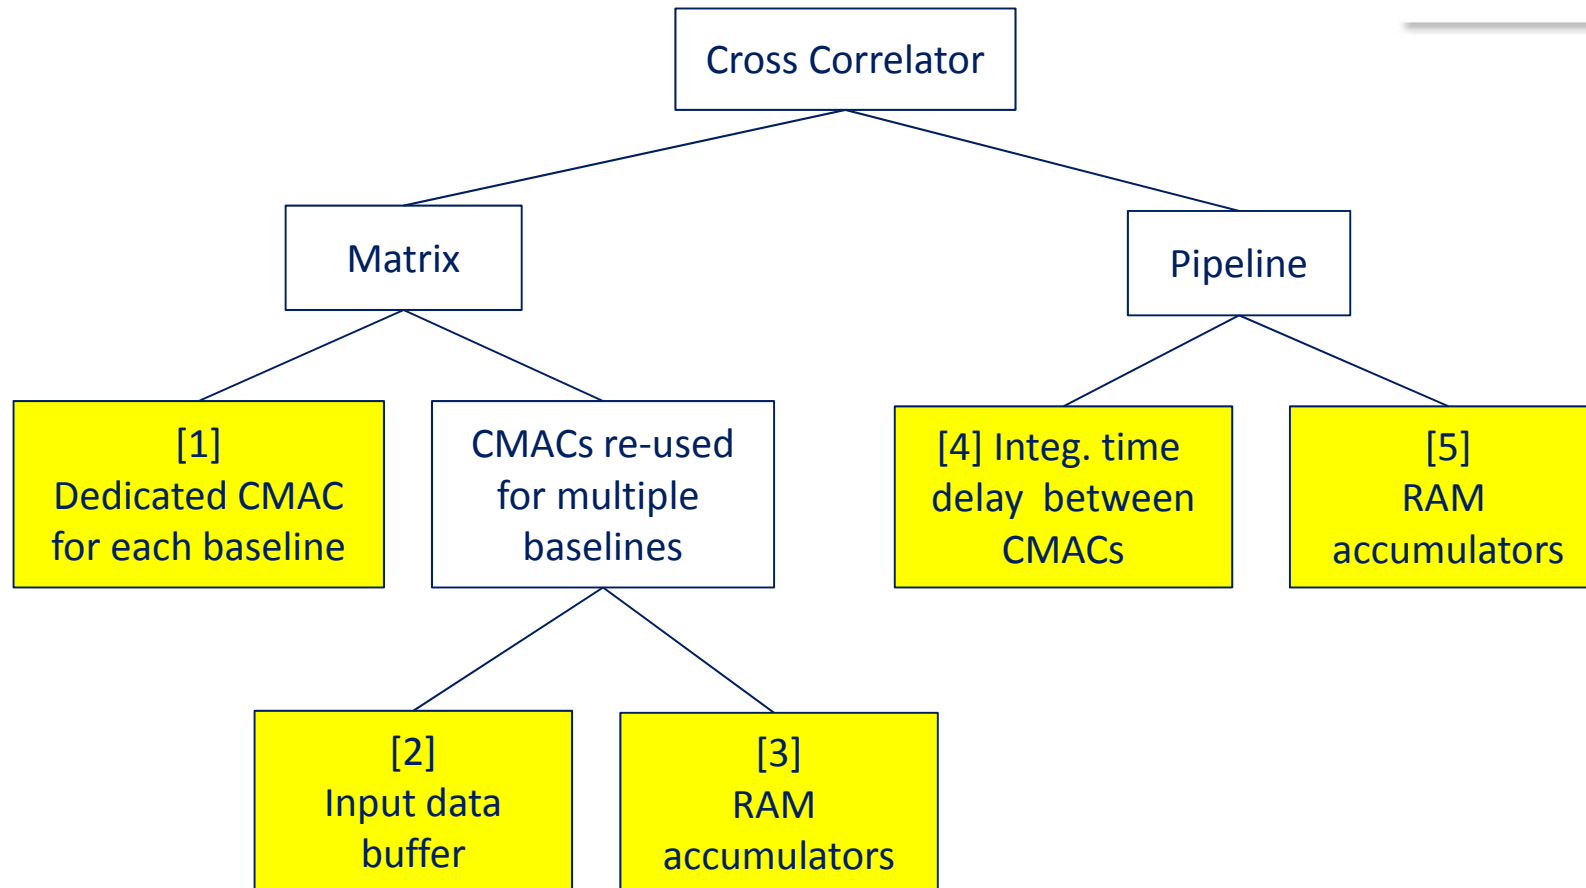 Cross Correlator
Matrix
Pipeline
[1]
Dedicated CMAC
for each baseline
CMACs re-used
for multiple
baselines
[4] Integ. time
delay between
CMACs
[5]
RAM
accumulators
[2]
Input data
buffer
[3]
RAM
accumulators